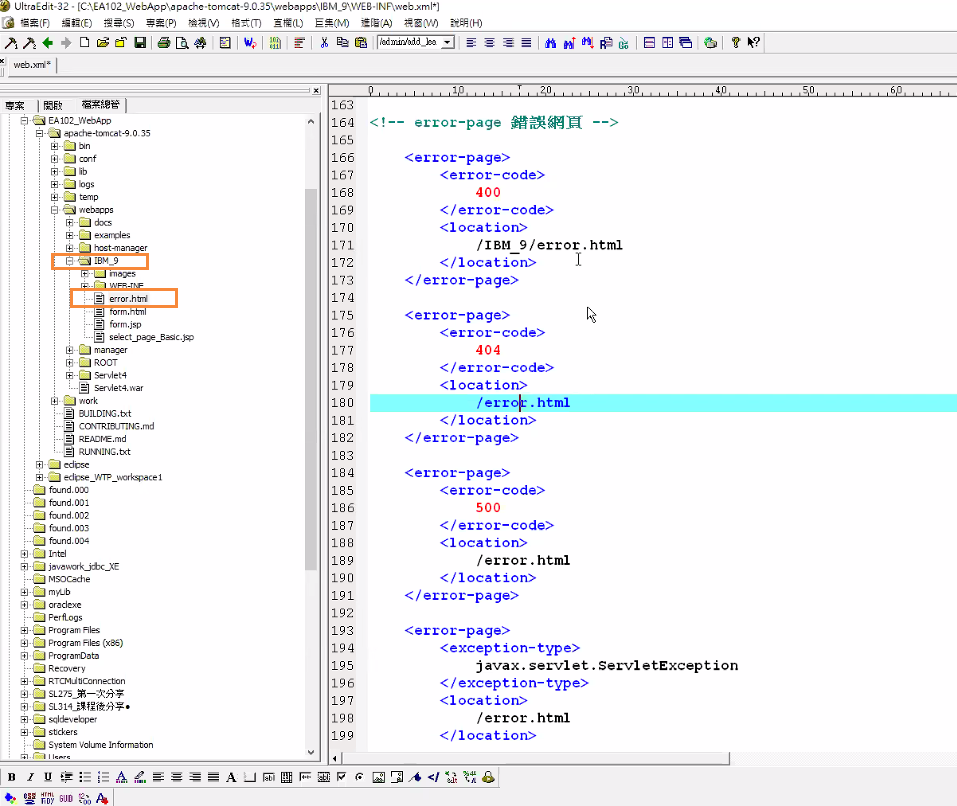 UltraEdit-32 - [C:\EA102_WebApp\apache-tomcat-9.0.35\webapps\IBM_9\WEB-INF\web.xml*]
檔案(F) 編輯(E) 搜尋(S) 專案(P) 檢視(V) 格式(T) 直欄(L) 巨集(M) 進階(A) 視窗(W) 說明(H)
/admin/add_les
web.xml*
專案 開啟 檔案總管
EA102_WebApp
apache-tomcat-9.0.35
bin
conf
lib
logs
temp
webapps
docs
examples
host-manager
IBM_9
images
WEB-INF
error.html
form.html
form.jsp
select_page_Basic.jsp
manager
ROOT
Servlet4
Servlet4.war
work
BUILDING.txt
CONTRIBUTING.md
README.md
RUNNING.txt
eclipse
eclipse_WTP_workspace1
found.000
found.001
found.002
found.003
found.004
Intel
javawork_jdbc_XE
MSOCache
myLib
oraclexe
PerfLogs
Program Files
Program Files (x86)
ProgramData
Recovery
RTCMultiConnection
SL275_第一次分享
SL314_課程後分享●
sqldeveloper
stickers
System Volume Information
Users
0 10 20 30 40 50 60
163
164 <!-- error-page 錯誤網頁 -->
165
166 <error-page>
167 <error-code>
168 400
169 </error-code>
170 <location>
171 /IBM_9/error.html
172 </location>
173 </error-page>
174
175 <error-page>
176 <error-code>
177 404
178 </error-code>
179 <location>
180 /error.html
181 </location>
182 </error-page>
183
184 <error-page>
185 <error-code>
186 500
187 </error-code>
188 <location>
189 /error.html
190 </location>
191 </error-page>
192
193 <error-page>
194 <exception-type>
195 javax.servlet.ServletException
196 </exception-type>
197 <location>
198 /error.html
199 </location>